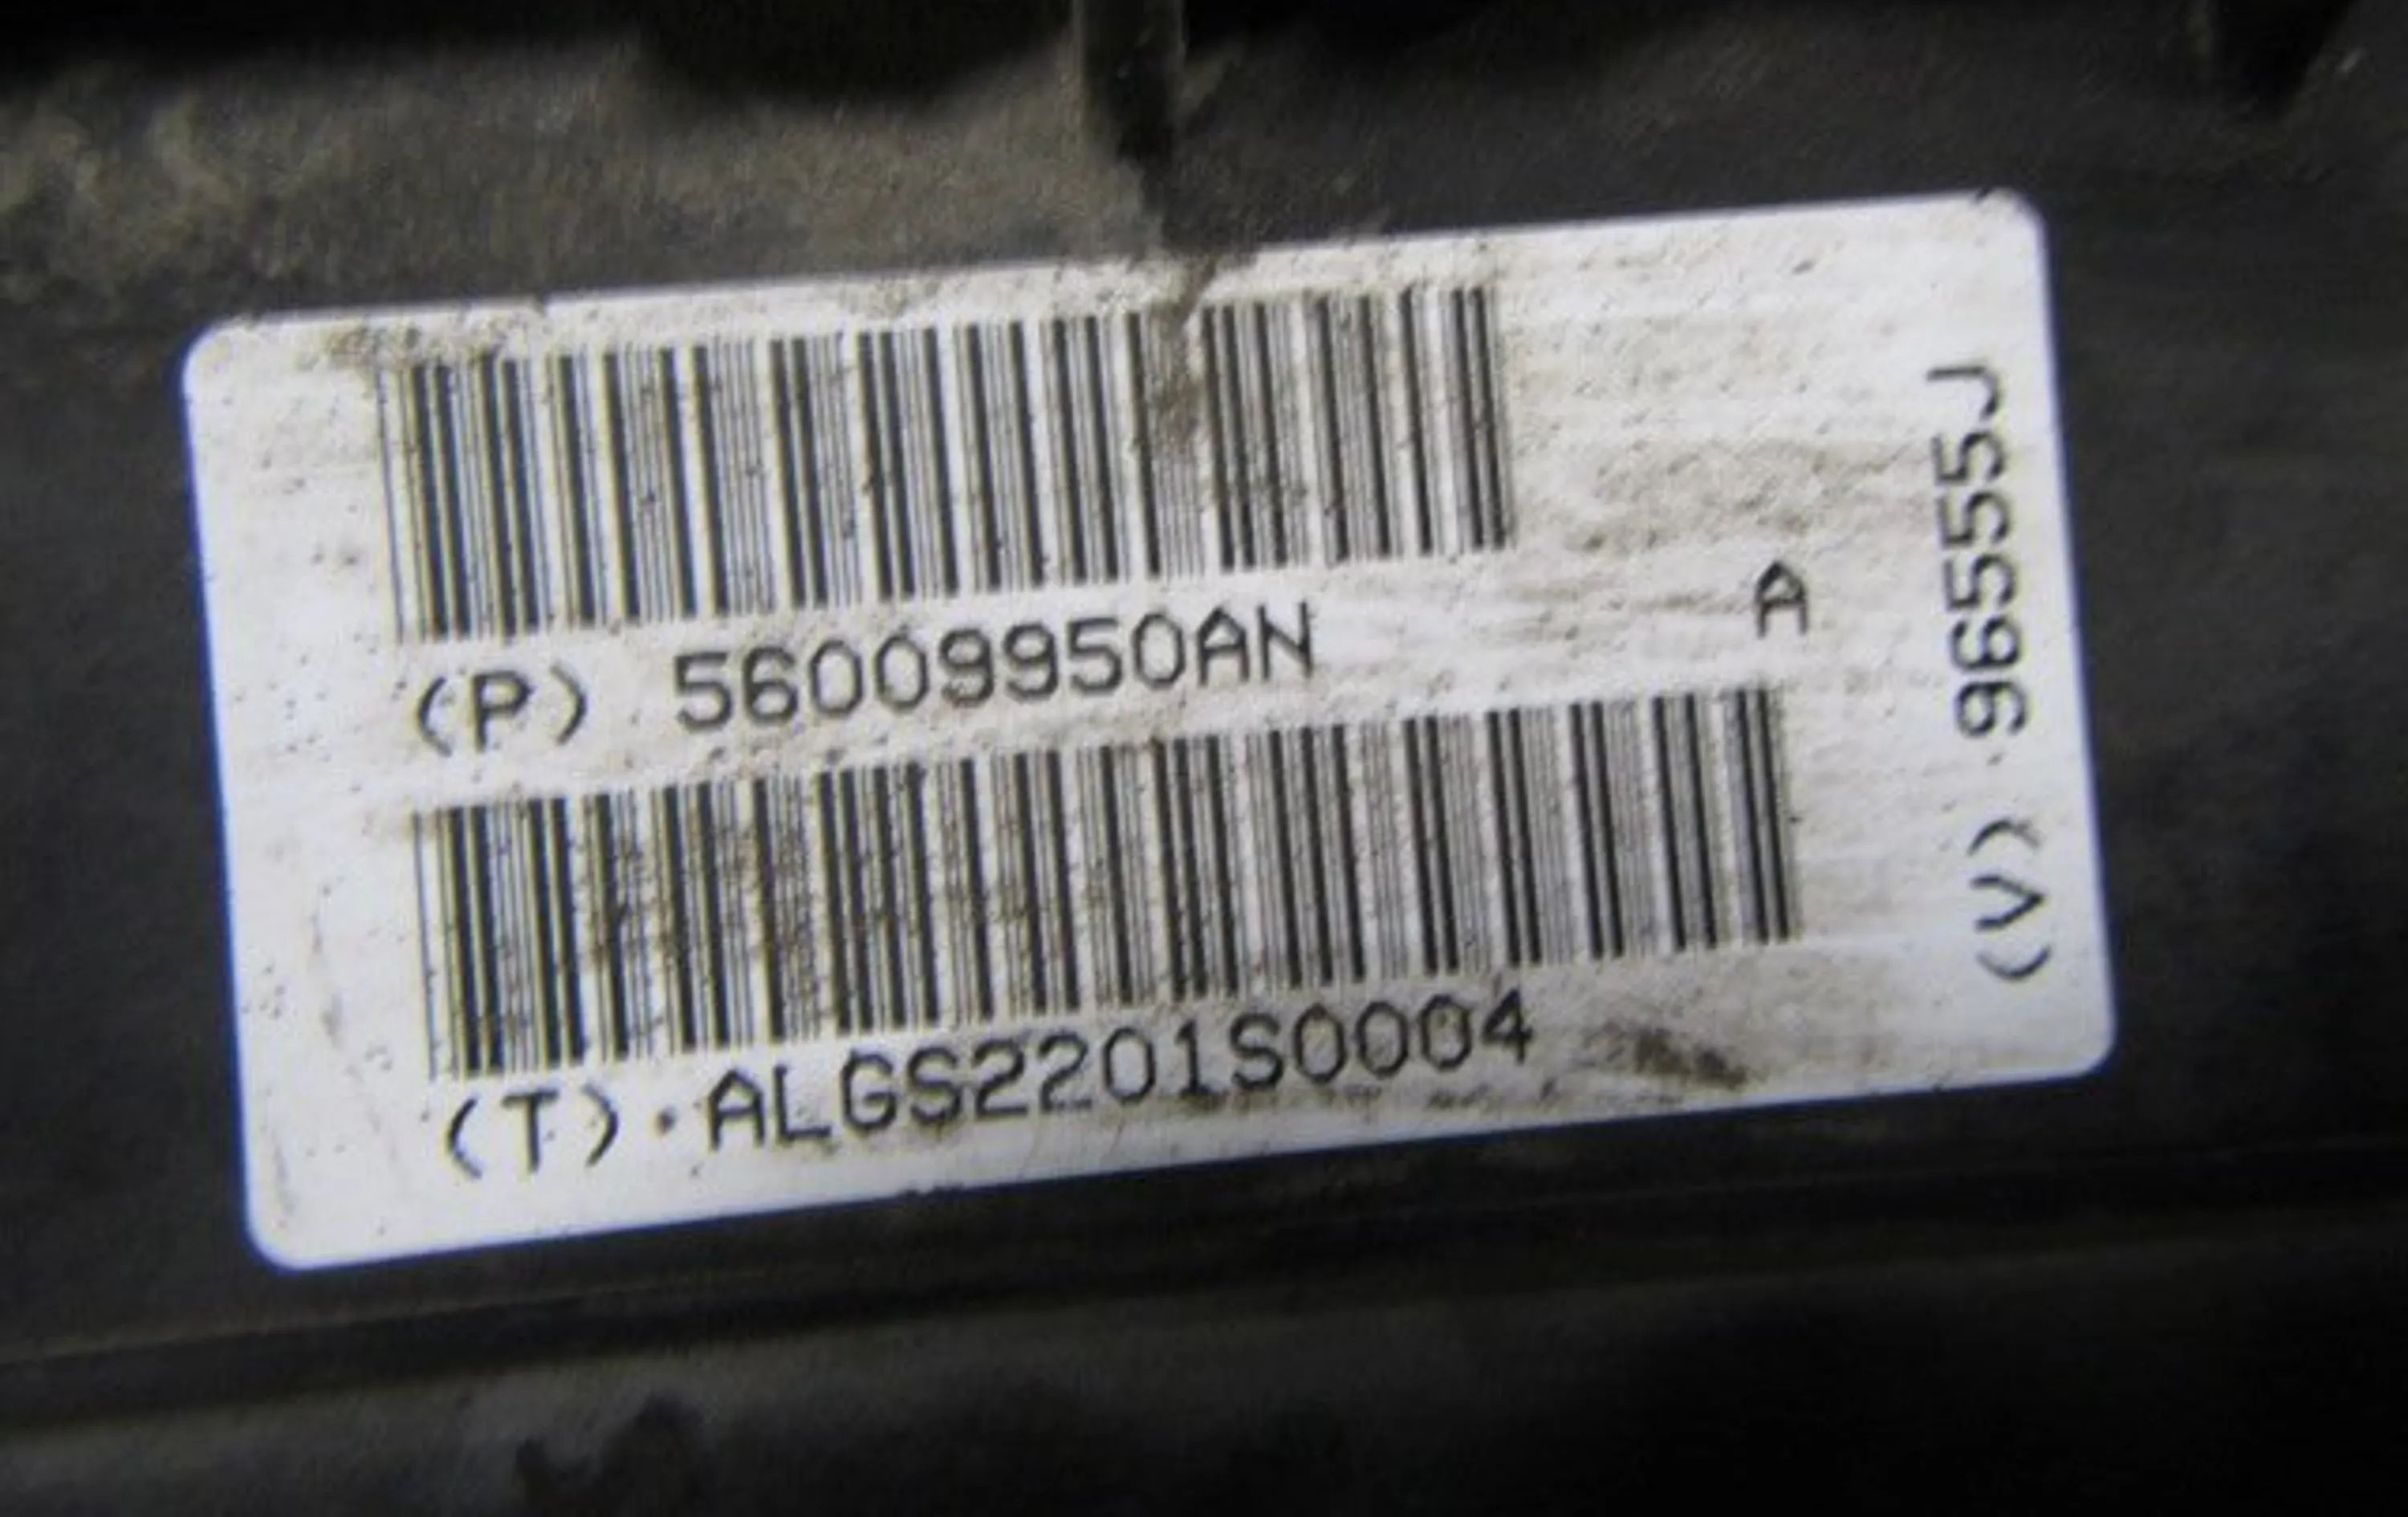 (P) 56009950AN A
(T) ALGS2201S0004
(V) 96555J